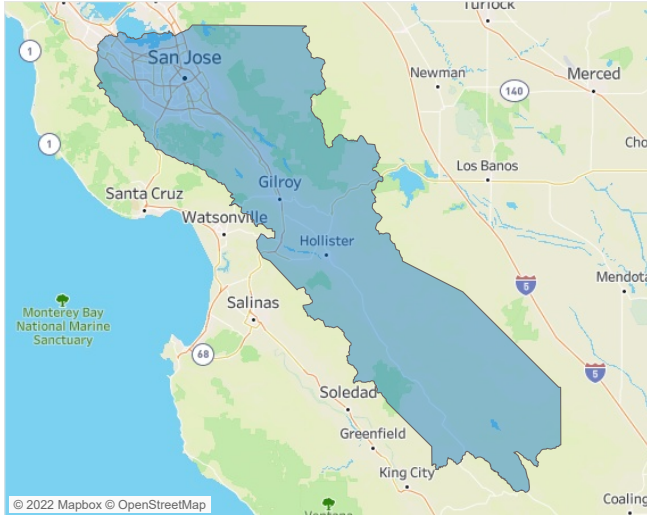 Turlock
1
San Jose
Newman
Merced
140
1
Los Banos
Cho
Santa Cruz
Gilroy
Watsonville
Hollister
5
Mendota
Monterey Bay
National Marine
Sanctuary
Salinas
68
5
Soledad
Greenfield
King City
Coaling
© 2022 Mapbox © OpenStreetMap
Ventana